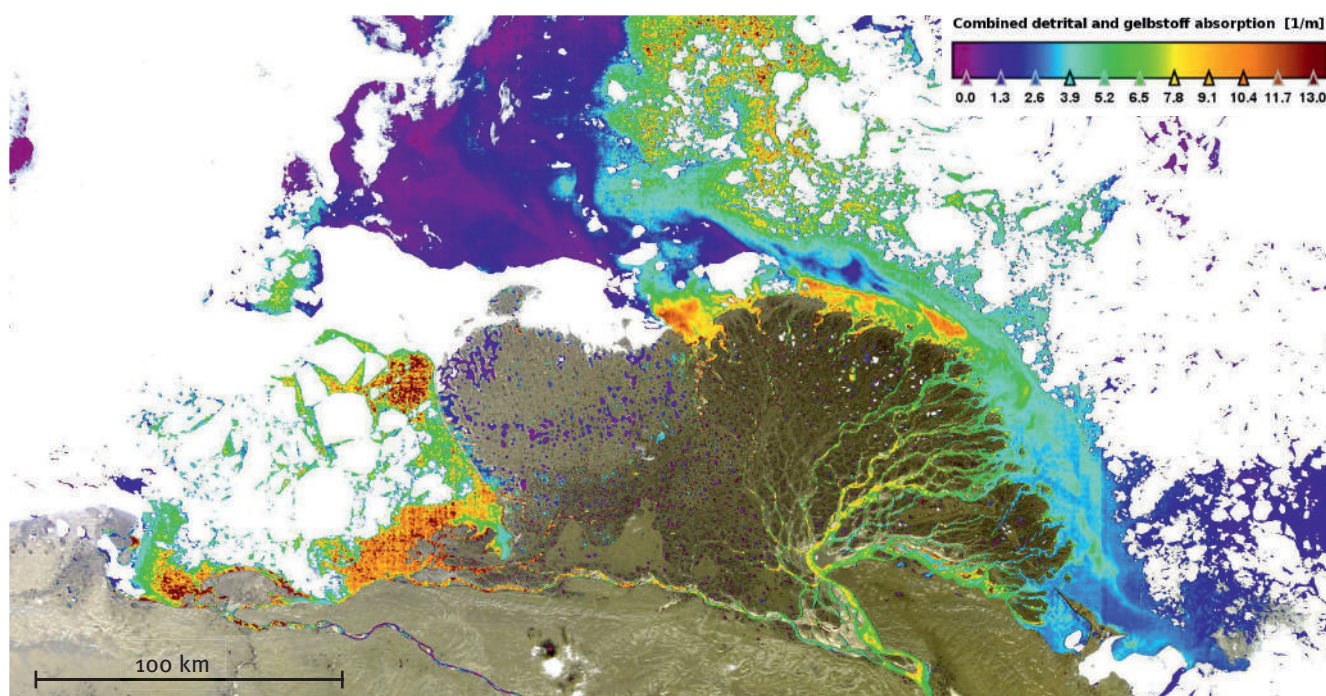 Combined detrital and gelbstoff absorption [1/m]
0.0 1.3 2.6 3.9 5.2 6.5 7.8 9.1 10.4 11.7 13.0
100 km